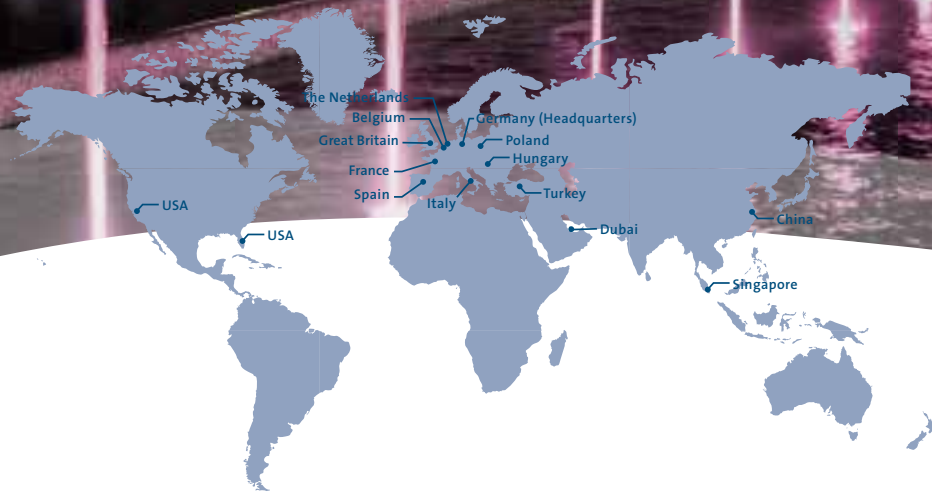 The Netherlands
Belgium
Germany (Headquarters)
Great Britain
Poland
Hungary
France
Spain
Italy
Turkey
USA
USA
Dubai
China
Singapore